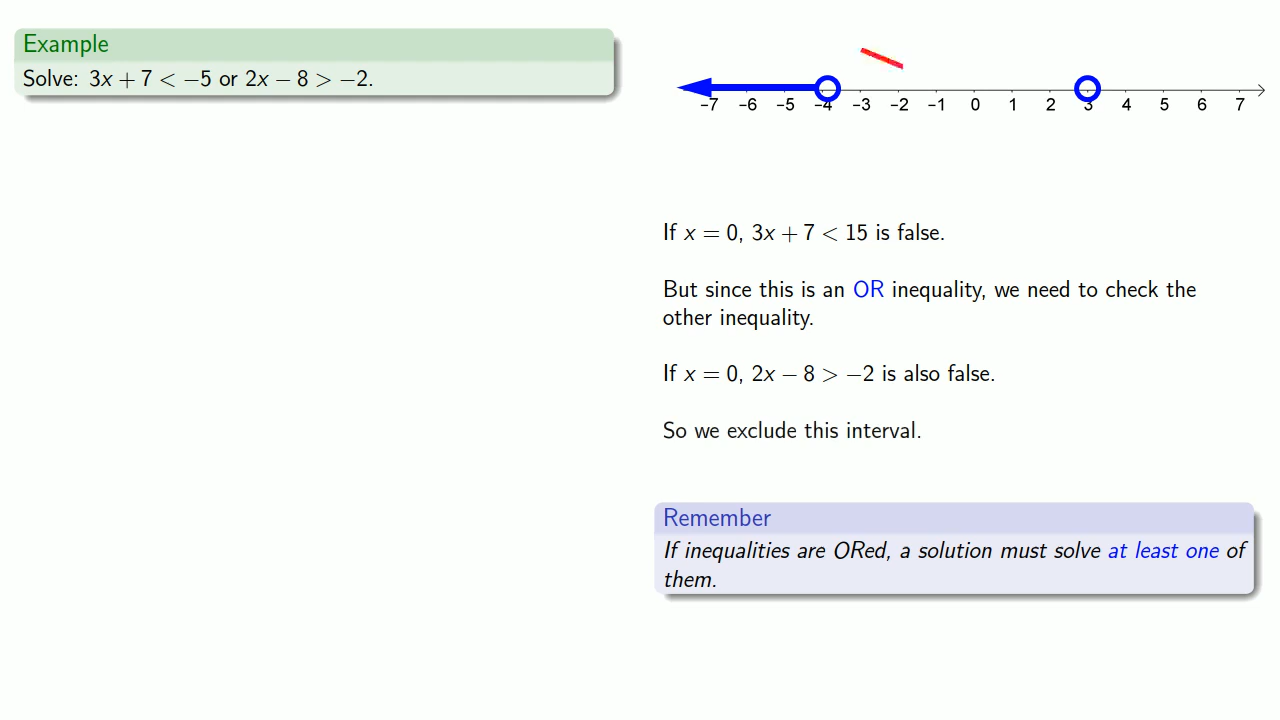 Example
Solve: 3x + 7 < −5 or 2x − 8 > −2.
−7 −6 −5 −4 −3 −2 −1 0 1 2 3 4 5 6 7
If x = 0, 3x + 7 < 15 is false.
But since this is an OR inequality, we need to check the
other inequality.
If x = 0, 2x − 8 > −2 is also false.
So we exclude this interval.
Remember
If inequalities are ORed, a solution must solve at least one of
them.